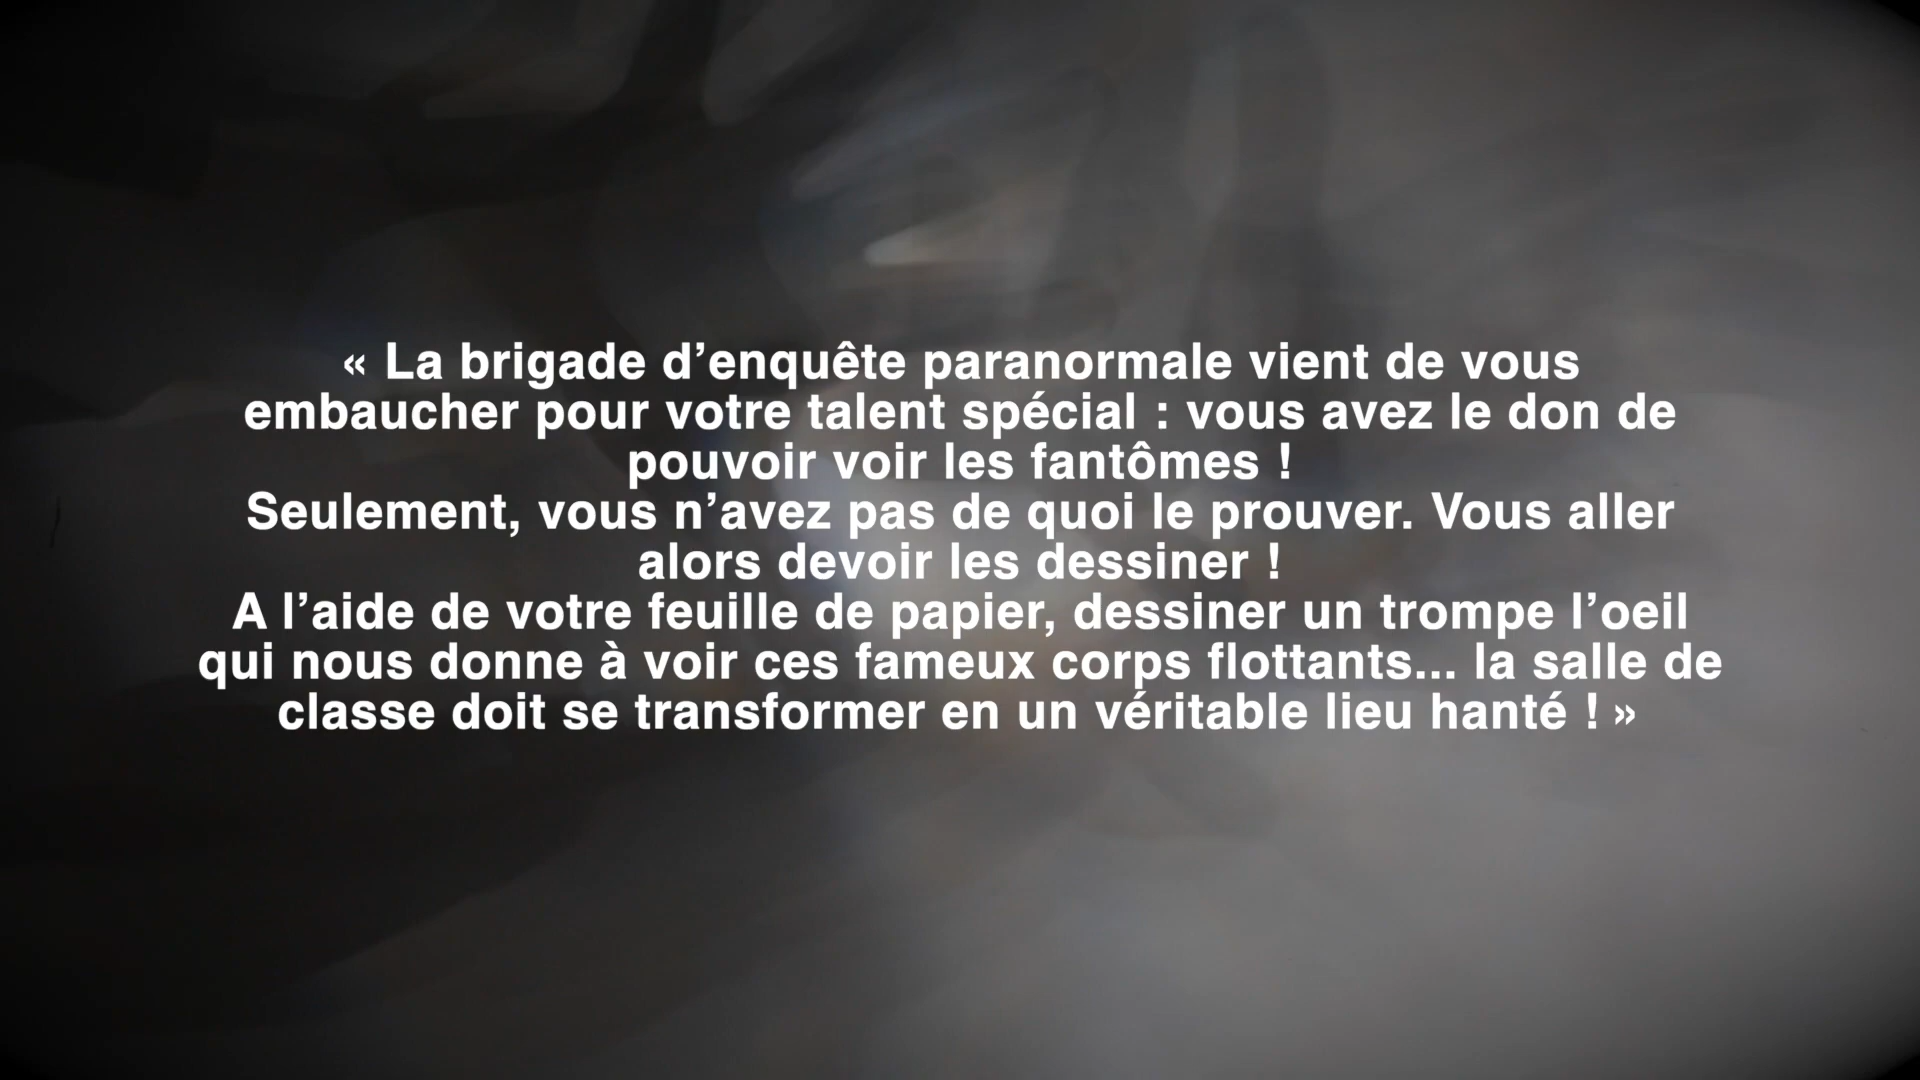 « La brigade d’enquête paranormale vient de vous
embaucher pour votre talent spécial : vous avez le don de
pouvoir voir les fantômes !
Seulement, vous n’avez pas de quoi le prouver. Vous aller
alors devoir les dessiner !
A l’aide de votre feuille de papier, dessiner un trompe l’oeil
qui nous donne à voir ces fameux corps flottants... la salle de
classe doit se transformer en un véritable lieu hanté ! »